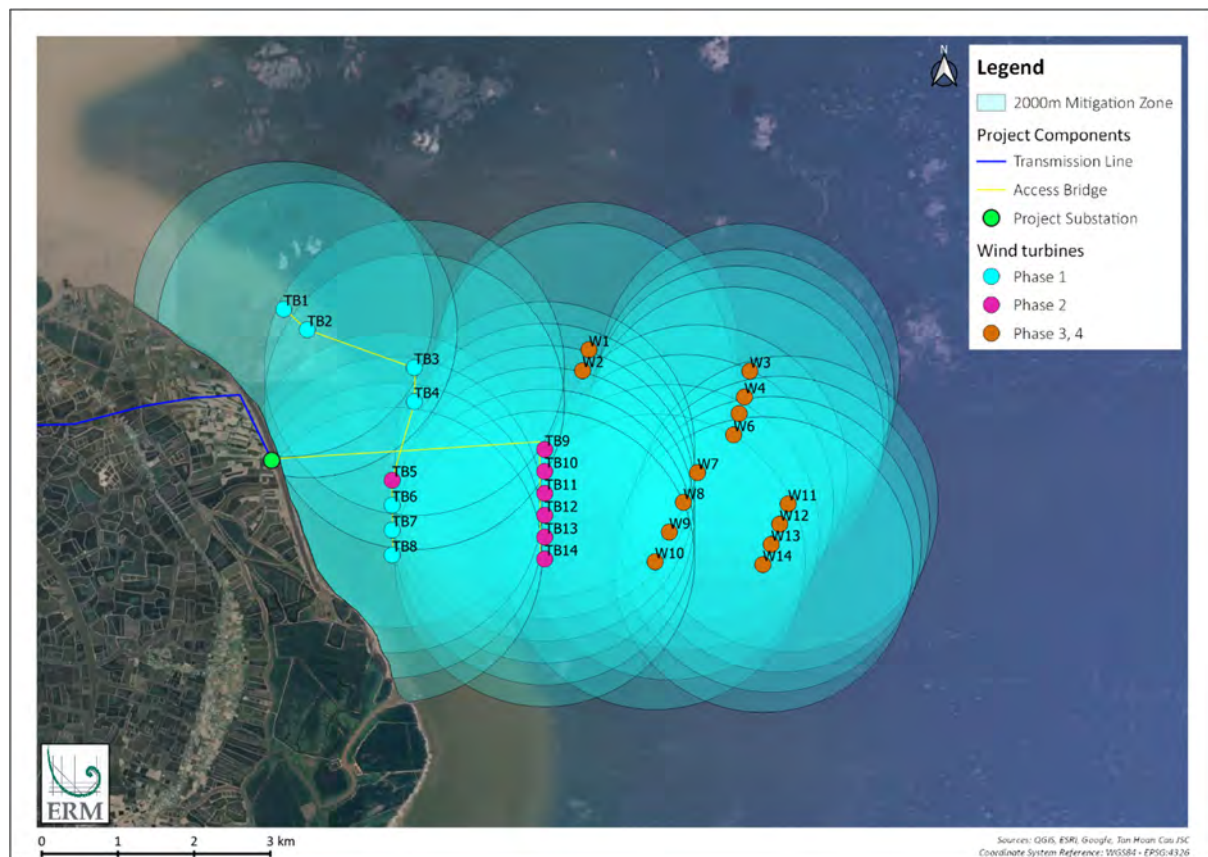 N
Legend
2000m Mitigation Zone
Project Components
Transmission Line
Access Bridge
Project Substation
Wind turbines
Phase 1
Phase 2
Phase 3, 4
TB1
TB2
TB3
TB4
TB5
TB6
TB7
TB8
TB9
TB10
TB11
TB12
TB13
TB14
W1
W2
W3
W4
W6
W7
W8
W9
W10
W11
W12
W13
W14
ERM
0 1 2 3 km
Sources: QGIS, ESRI, Google, Tan Hoan Cau JSC
Coordinate System Reference: WGS84 - EPSG:4326